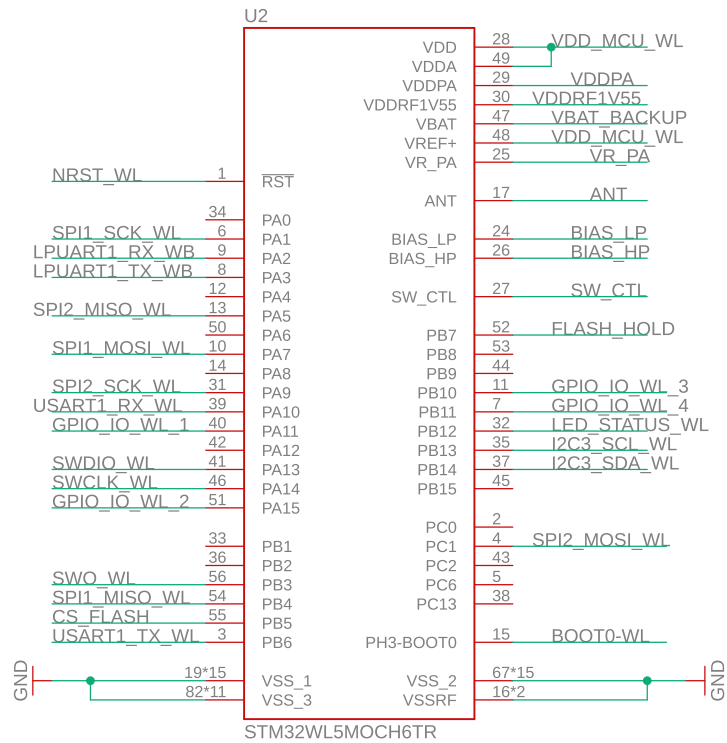 U2
VDD 28 VDD_MCU_WL
VDDA 49
VDDPA 29 VDDPA
VDDRF1V55 30 VDDRF1V55
VBAT 47 VBAT_BACKUP
VREF+ 48 VDD_MCU_WL
VR_PA 25 VR_PA
NRST_WL 1 RST
ANT 17 ANT
34 PA0
SPI1_SCK_WL 6 PA1 BIAS_LP 24 BIAS_LP
LPUART1_RX_WB 9 PA2 BIAS_HP 26 BIAS_HP
LPUART1_TX_WB 8 PA3
12 PA4 SW_CTL 27 SW_CTL
SPI2_MISO_WL 13 PA5
50 PA6 PB7 52 FLASH_HOLD
SPI1_MOSI_WL 10 PA7 PB8 53
14 PA8 PB9 44
SPI2_SCK_WL 31 PA9 PB10 11 GPIO_IO_WL_3
USART1_RX_WL 39 PA10 PB11 7 GPIO_IO_WL_4
GPIO_IO_WL_1 40 PA11 PB12 32 LED_STATUS_WL
42 PA12 PB13 35 I2C3_SCL_WL
SWDIO_WL 41 PA13 PB14 37 I2C3_SDA_WL
SWCLK_WL 46 PA14 PB15 45
GPIO_IO_WL_2 51 PA15
PC0 2
33 PB1 PC1 4 SPI2_MOSI_WL
36 PB2 PC2 43
SWO_WL 56 PB3 PC6 5
SPI1_MISO_WL 54 PB4 PC13 38
CS_FLASH 55 PB5
USART1_TX_WL 3 PB6 PH3-BOOT0 15 BOOT0-WL
GND 19*15 VSS_1 VSS_2 67*15 GND
82*11 VSS_3 VSSRF 16*2
STM32WL5MOCH6TR